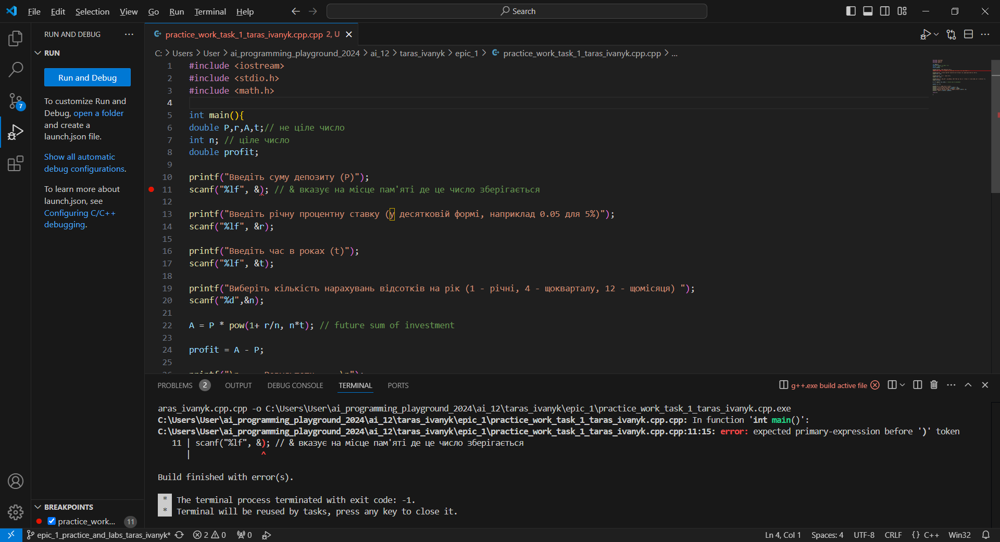 File Edit Selection View Go Run Terminal Help Search
RUN AND DEBUG ...
RUN
Run and Debug
To customize Run and
Debug, open a folder
and create a
launch.json file.
Show all automatic
debug configurations.
To learn more about
launch.json, see
Configuring C/C++
debugging.
7
BREAKPOINTS
practice_work... 11
practice_work_task_1_taras_ivanyk.cpp.cpp 2, U
C: > Users > User > ai_programming_playground_2024 > ai_12 > taras_ivanyk > epic_1 > practice_work_task_1_taras_ivanyk.cpp.cpp > ...
1 #include <iostream>
2 #include <stdio.h>
3 #include <math.h>
4
5 int main(){
6 double P,r,A,t;// не ціле число
7 int n; // ціле число
8 double profit;
9
10 printf("Введіть суму депозиту (P)");
11 scanf("%lf", &); // & вказує на місце пам'яті де це число зберігається
12
13 printf("Введіть річну процентну ставку (у десятковій формі, наприклад 0.05 для 5%)");
14 scanf("%lf", &r);
15
16 printf("Введіть час в роках (t)");
17 scanf("%lf", &t);
18
19 printf("Виберіть кількість нарахувань відсотків на рік (1 - річні, 4 - щокварталу, 12 - щомісяця) ");
20 scanf("%d",&n);
21
22 A = P * pow(1+ r/n, n*t); // future sum of investment
23
24 profit = A - P;
25
PROBLEMS 2 OUTPUT DEBUG CONSOLE TERMINAL PORTS g++.exe build active file
aras_ivanyk.cpp.cpp -o C:\Users\User\ai_programming_playground_2024\ai_12\taras_ivanyk\epic_1\practice_work_task_1_taras_ivanyk.cpp.exe
C:\Users\User\ai_programming_playground_2024\ai_12\taras_ivanyk\epic_1\practice_work_task_1_taras_ivanyk.cpp.cpp: In function 'int main()':
C:\Users\User\ai_programming_playground_2024\ai_12\taras_ivanyk\epic_1\practice_work_task_1_taras_ivanyk.cpp.cpp:11:15: error: expected primary-expression before ')' token
11 | scanf("%lf", &); // & вказує на місце пам'яті де це число зберігається
| ^
Build finished with error(s).
* The terminal process terminated with exit code: -1.
* Terminal will be reused by tasks, press any key to close it.
epic_1_practice_and_labs_taras_ivanyk* 2 0 0 Ln 4, Col 1 Spaces: 4 UTF-8 CRLF {} C++ Win32